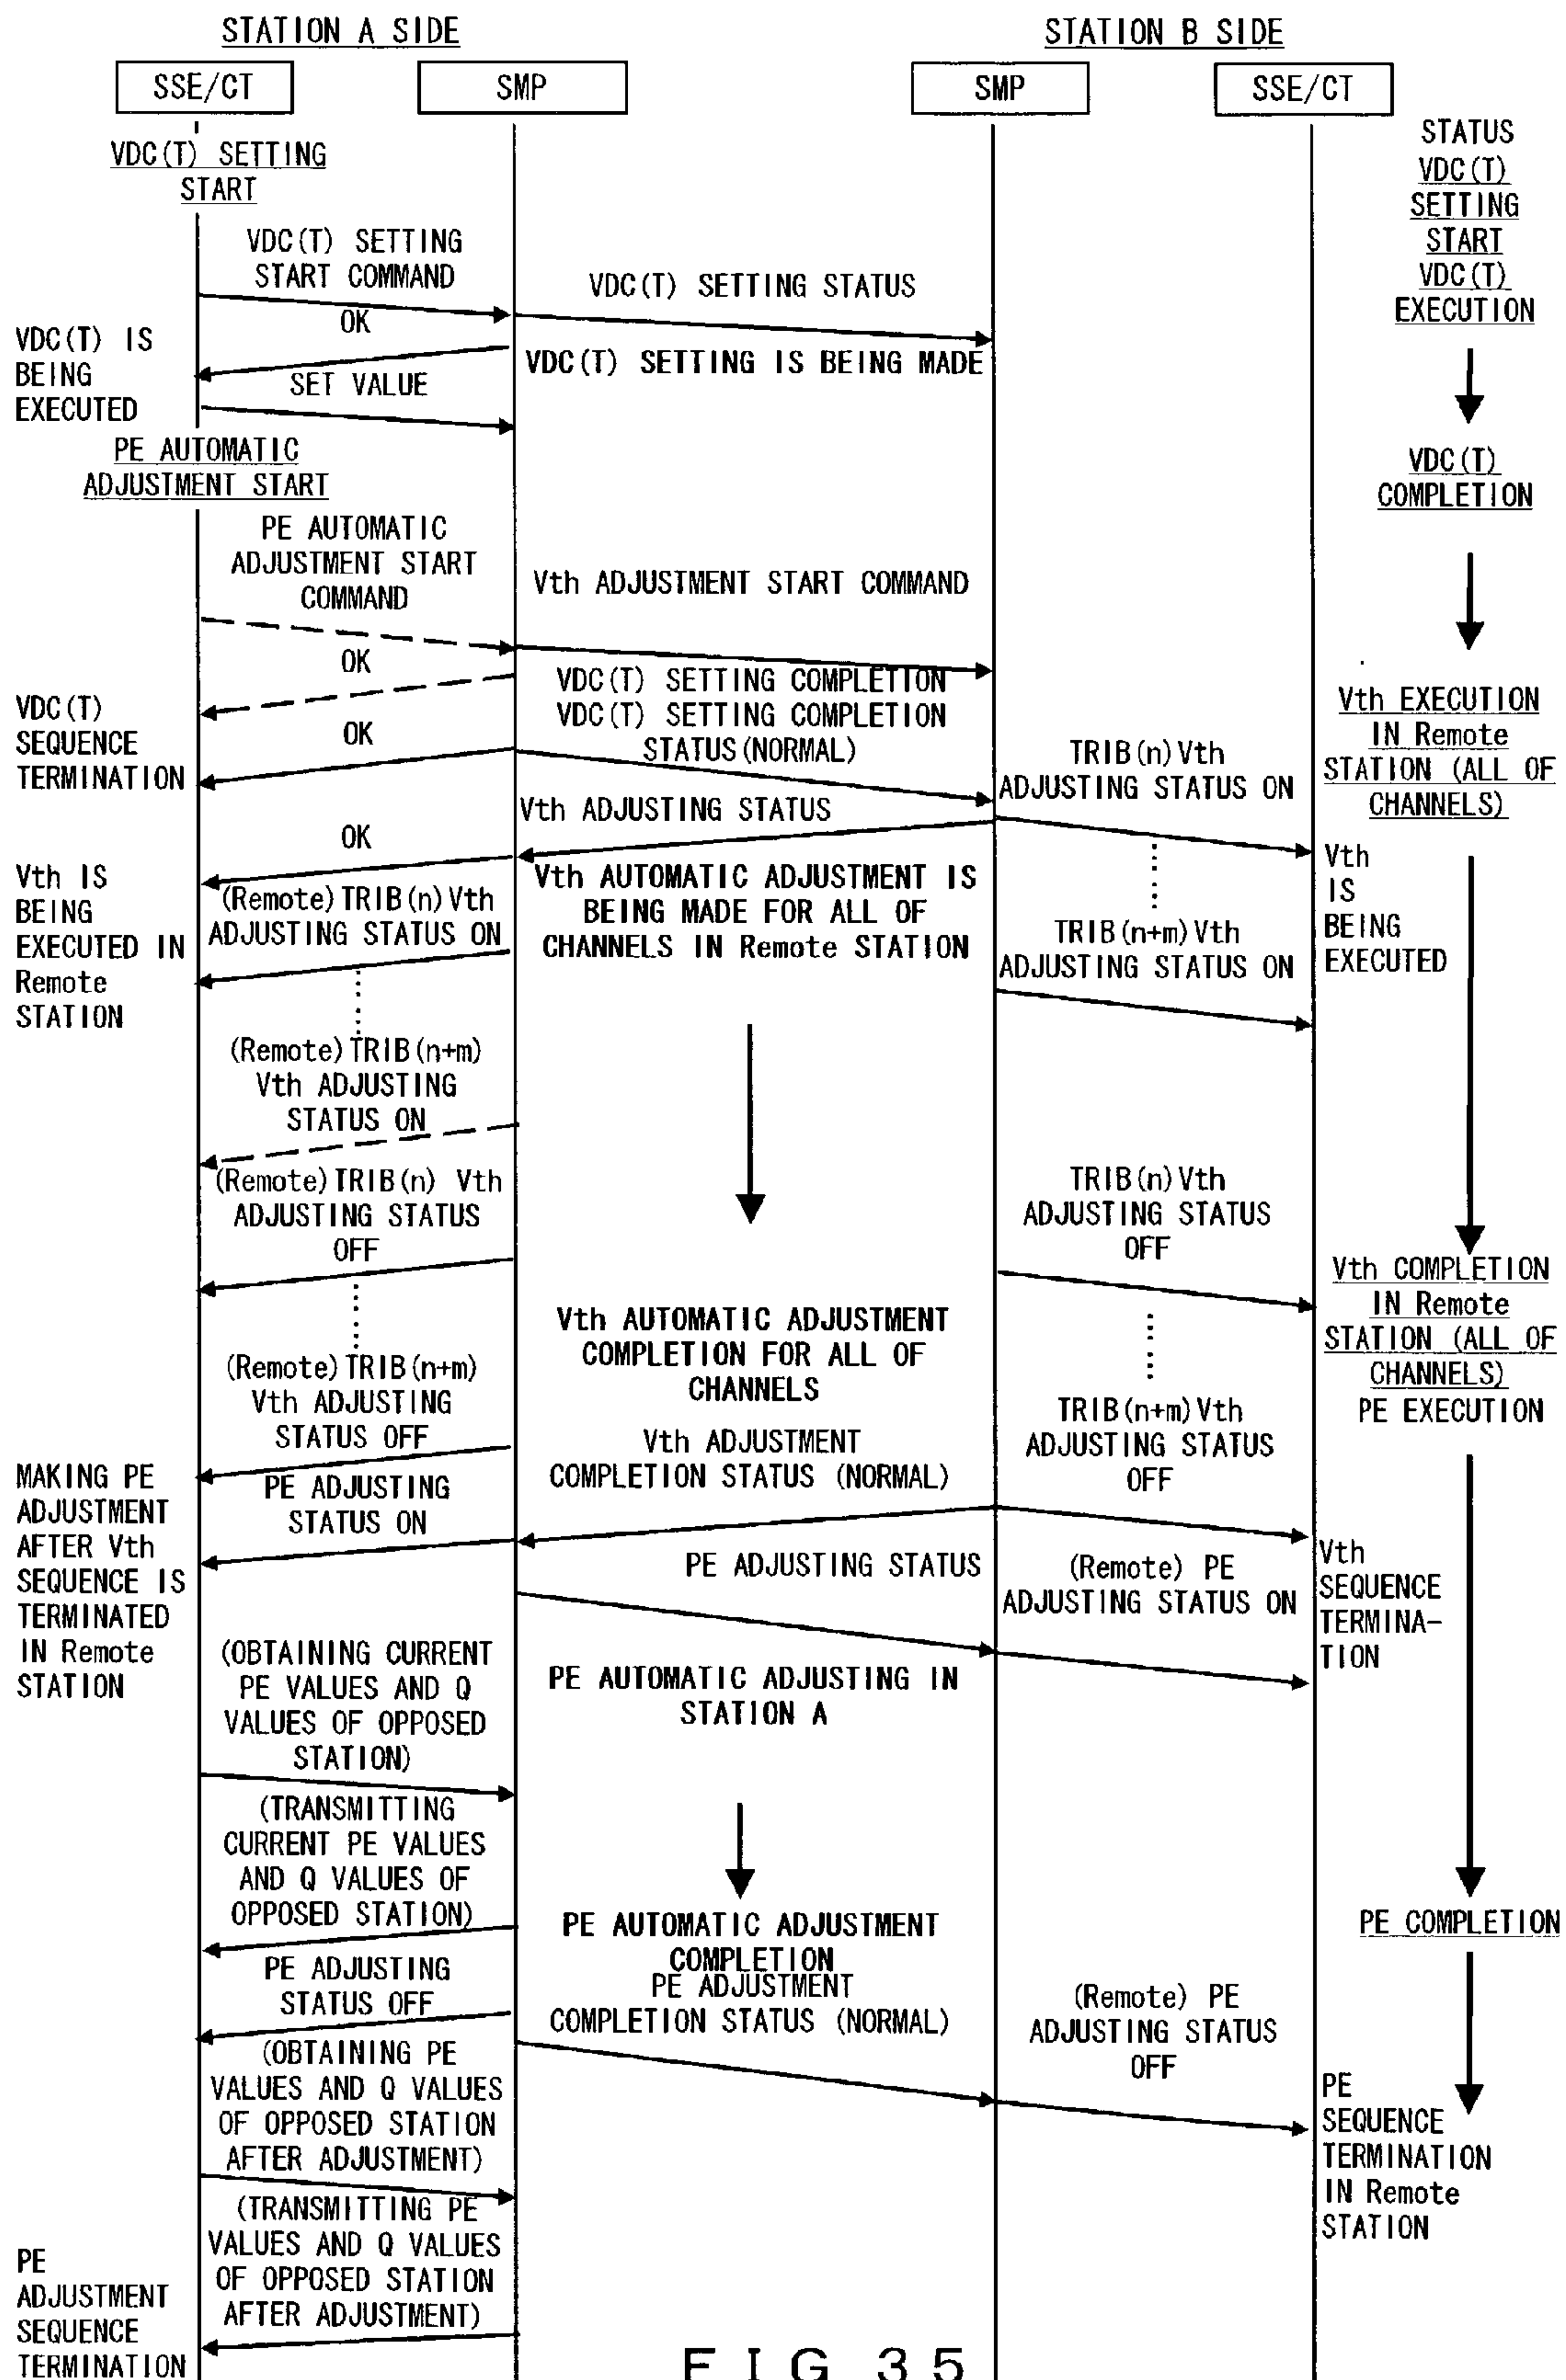 STATION A SIDE
STATION B SIDE
SSE/CT
SMP
SMP
SSE/CT
VDC(T) SETTING
START
STATUS
VDC(T)
SETTING
START
VDC(T)
EXECUTION
VDC(T) SETTING
START COMMAND
VDC(T) SETTING STATUS
OK
VDC(T) IS
BEING
EXECUTED
VDC(T) SETTING IS BEING MADE
SET VALUE
PE AUTOMATIC
ADJUSTMENT START
VDC(T)
COMPLETION
PE AUTOMATIC
ADJUSTMENT START
COMMAND
Vth ADJUSTMENT START COMMAND
OK
VDC(T) SETTING COMPLETION
VDC(T) SETTING COMPLETION
STATUS(NORMAL)
VDC(T)
SEQUENCE
TERMINATION
OK
TRIB(n)Vth
ADJUSTING STATUS ON
Vth EXECUTION
IN Remote
STATION (ALL OF
CHANNELS)
Vth ADJUSTING STATUS
OK
Vth IS
BEING
EXECUTED IN
Remote
STATION
(Remote)TRIB(n)Vth
ADJUSTING STATUS ON
Vth AUTOMATIC ADJUSTMENT IS
BEING MADE FOR ALL OF
CHANNELS IN Remote STATION
TRIB(n+m)Vth
ADJUSTING STATUS ON
Vth
IS
BEING
EXECUTED
(Remote)TRIB(n+m)
Vth ADJUSTING
STATUS ON
(Remote)TRIB(n) Vth
ADJUSTING STATUS
OFF
TRIB(n)Vth
ADJUSTING STATUS
OFF
Vth COMPLETION
IN Remote
STATION (ALL OF
CHANNELS)
PE EXECUTION
Vth AUTOMATIC ADJUSTMENT
COMPLETION FOR ALL OF
CHANNELS
(Remote)TRIB(n+m)
Vth ADJUSTING
STATUS OFF
TRIB(n+m)Vth
ADJUSTING STATUS
OFF
Vth ADJUSTMENT
COMPLETION STATUS (NORMAL)
MAKING PE
ADJUSTMENT
AFTER Vth
SEQUENCE IS
TERMINATED
IN Remote
STATION
PE ADJUSTING
STATUS ON
PE ADJUSTING STATUS
(Remote) PE
ADJUSTING STATUS ON
Vth
SEQUENCE
TERMINA-
TION
(OBTAINING CURRENT
PE VALUES AND Q
VALUES OF OPPOSED
STATION)
PE AUTOMATIC ADJUSTING IN
STATION A
(TRANSMITTING
CURRENT PE VALUES
AND Q VALUES OF
OPPOSED STATION)
PE AUTOMATIC ADJUSTMENT
COMPLETION
PE COMPLETION
PE ADJUSTING
STATUS OFF
PE ADJUSTMENT
COMPLETION STATUS (NORMAL)
(Remote) PE
ADJUSTING STATUS
OFF
(OBTAINING PE
VALUES AND Q VALUES
OF OPPOSED STATION
AFTER ADJUSTMENT)
PE
SEQUENCE
TERMINATION
IN Remote
STATION
(TRANSMITTING PE
VALUES AND Q VALUES
OF OPPOSED STATION
AFTER ADJUSTMENT)
PE
ADJUSTMENT
SEQUENCE
TERMINATION
FIG. 35